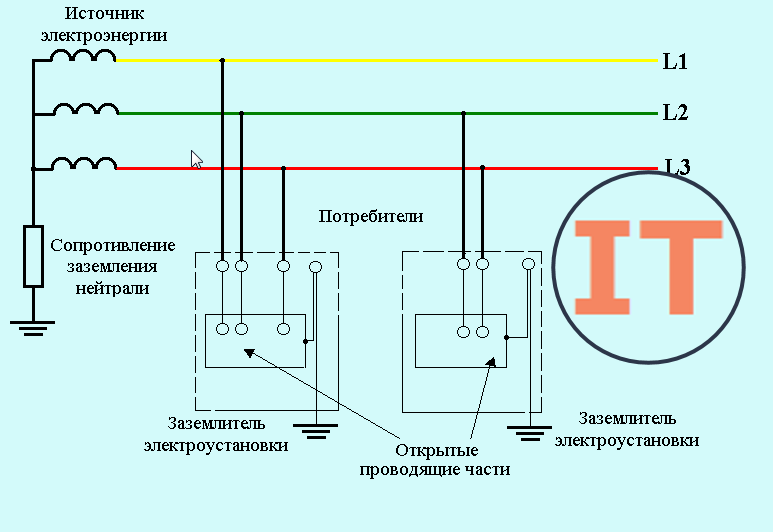 Источник
электроэнергии
L1
L2
L3
Потребители
Сопротивление
заземления
нейтрали
IT
Заземлитель
электроустановки
Заземлитель
электроустановки
Открытые
проводящие части